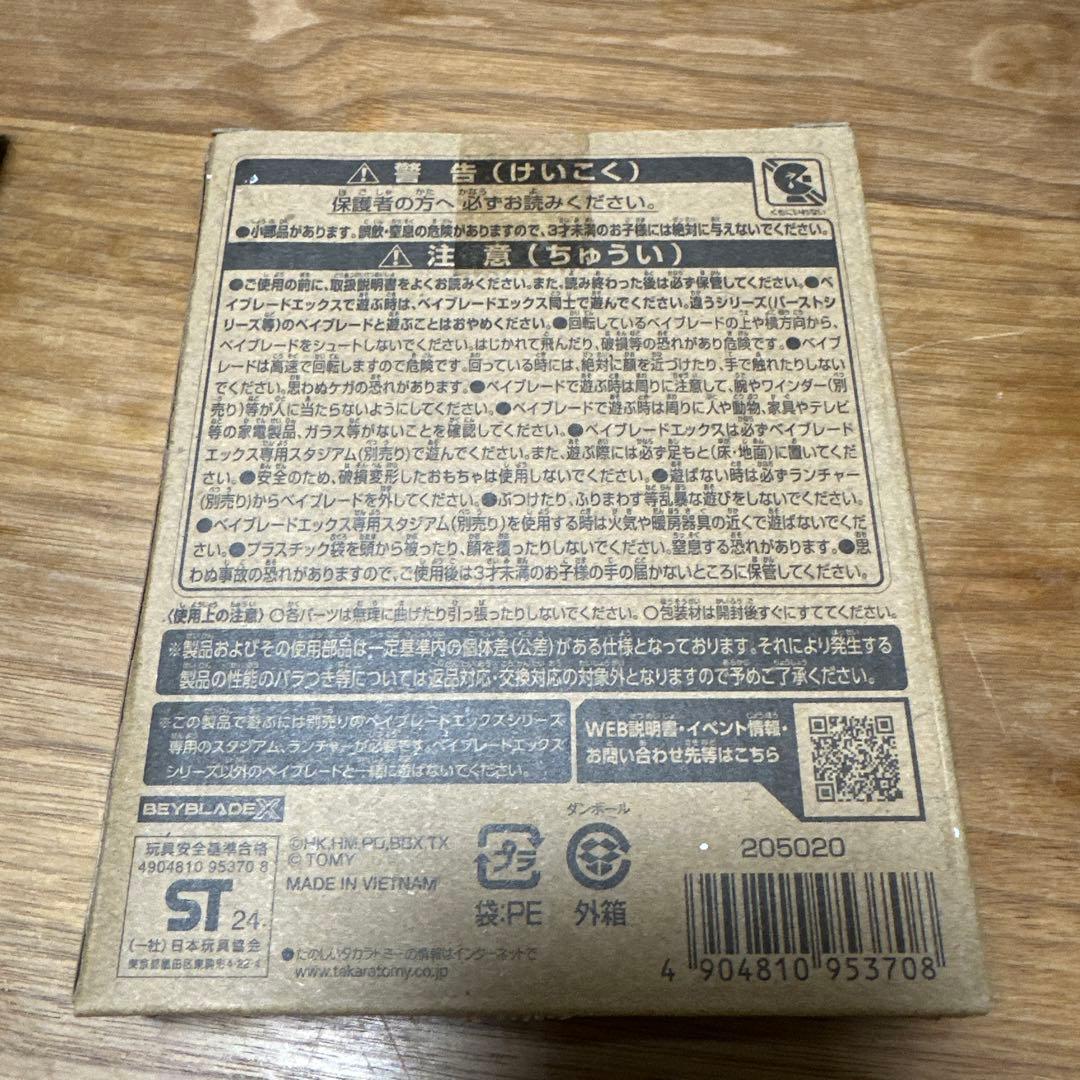 ⚠警告(けいこく)
くちにいれない
保護者の方へ 必ずお読みください。
●小部品があります。誤飲・窒息の危険がありますので、3才未満のお子様には絶対に与えないでください。
⚠注意(ちゅうい)
●ご使用の前に、取扱説明書をよくお読みください。また、読み終わった後は必ず保管してください。●ベ
イブレードエックスで遊ぶ時は、ベイブレードエックス同士で遊んでください。違うシリーズ(バーストシ
リーズ等)のベイブレードと遊ぶことはおやめください。●回転しているベイブレードの上や横方向から、
ベイブレードをシュートしないでください。はじかれて飛んだり、破損等の恐れがあり危険です。●ベイブ
レードは高速で回転しますので危険です。回っている時には、絶対に顔を近づけたり、手で触れたりしない
でください。思わぬケガの恐れがあります。●ベイブレードで遊ぶ時は周りに注意して、腕やワインダー(別
売り)等が人に当たらないようにしてください。●ベイブレードで遊ぶ時は周りに人や動物、家具やテレビ
等の家電製品、ガラス等がないことを確認してください。●ベイブレードエックスは必ずベイブレード
エックス専用スタジアム(別売り)で遊んでください。また、遊ぶ際には必ず足もと(床・地面)に置いてくだ
さい。●安全のため、破損変形したおもちゃは使用しないでください。●遊ばない時は必ずランチャー
(別売り)からベイブレードを外してください。●ぶつけたり、ふりまわす等乱暴な遊びをしないでください。
●ベイブレードエックス専用スタジアム(別売り)を使用する時は火気や暖房器具の近くで遊ばないでくだ
さい。●プラスチック袋を頭から被ったり、顔を覆ったりしないでください。窒息する恐れがあります。●思
わぬ事故の恐れがありますので、ご使用後は3才未満のお子様の手の届かないところに保管してください。
〈使用上の注意〉○各パーツは無理に曲げたり引っ張ったりしないでください。○包装材は開封後すぐにすててください。
※製品およびその使用部品は一定基準内の個体差(公差)がある仕様となっております。それにより発生する
製品の性能のバラつき等については返品対応・交換対応の対象外となりますので予めご了承ください。
※この製品で遊ぶには別売りのベイブレードエックスシリーズ
専用のスタジアム、ランチャーが必要です。ベイブレードエックス
シリーズ以外のベイブレードと一緒に遊ばないでください。
WEB説明書・イベント情報・
お問い合わせ先等はこちら
BEYBLADE X
玩具安全基準合格
4904810 95370 8
ST 24.
(一社)日本玩具協会
東京都墨田区東駒形4-22-4
©HK,HM,PD,BBX,TX
© TOMY
MADE IN VIETNAM
●たのしいタカラトミーの情報はインターネットで
www.takaratomy.co.jp
プラ
袋:PE
ダンボール
外箱
205020
4 904810 953708